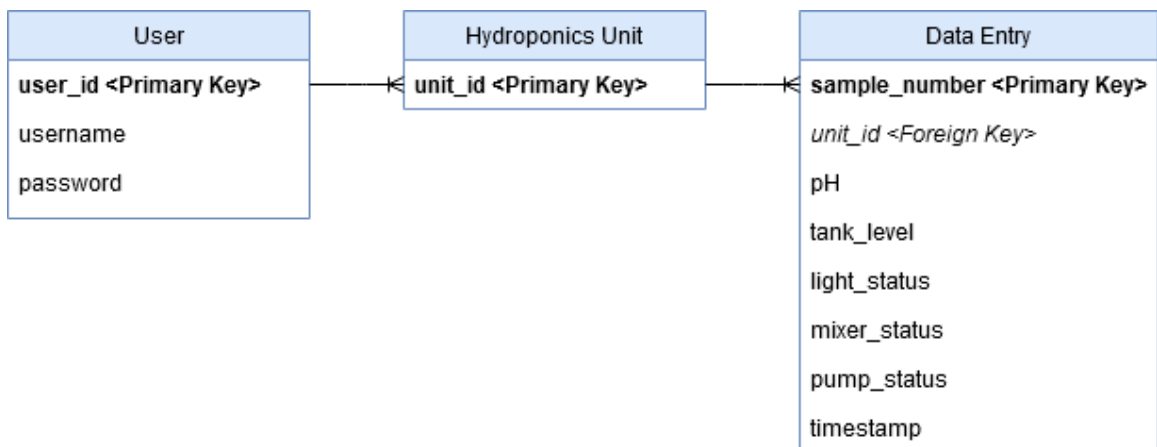 User
user_id <Primary Key>
username
password
Hydroponics Unit
unit_id <Primary Key>
Data Entry
sample_number <Primary Key>
unit_id <Foreign Key>
pH
tank_level
light_status
mixer_status
pump_status
timestamp